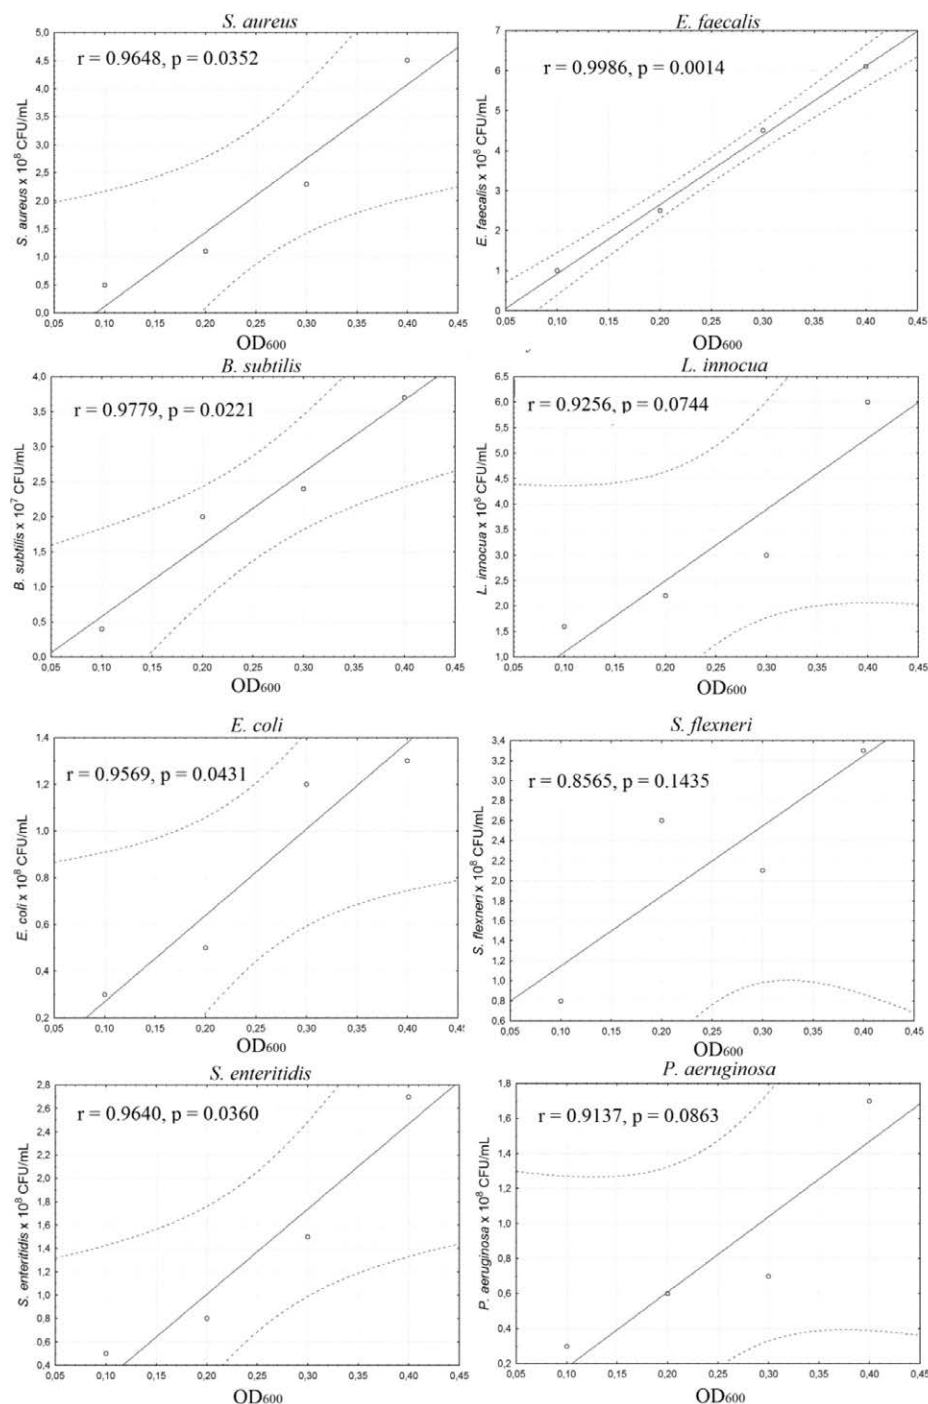 S. aureus
r = 0.9648, p = 0.0352
S. aureus x 10⁸ CFU/mL
5,0
4,5
4,0
3,5
3,0
2,5
2,0
1,5
1,0
0,5
0,0
0,05 0,10 0,15 0,20 0,25 0,30 0,35 0,40 0,45
OD600
E. faecalis
r = 0.9986, p = 0.0014
E. faecalis x 10⁸ CFU/mL
7
6
5
4
3
2
1
0
0,05 0,10 0,15 0,20 0,25 0,30 0,35 0,40 0,45
OD600
B. subtilis
r = 0.9779, p = 0.0221
B. subtilis x 10⁷ CFU/mL
4,0
3,5
3,0
2,5
2,0
1,5
1,0
0,5
0,0
0,05 0,10 0,15 0,20 0,25 0,30 0,35 0,40 0,45
OD600
L. innocua
r = 0.9256, p = 0.0744
L. innocua x 10⁸ CFU/mL
6,5
6,0
5,5
5,0
4,5
4,0
3,5
3,0
2,5
2,0
1,5
1,0
0,05 0,10 0,15 0,20 0,25 0,30 0,35 0,40 0,45
OD600
E. coli
r = 0.9569, p = 0.0431
E. coli x 10⁸ CFU/mL
1,4
1,2
1,0
0,8
0,6
0,4
0,2
0,05 0,10 0,15 0,20 0,25 0,30 0,35 0,40 0,45
OD600
S. flexneri
r = 0.8565, p = 0.1435
S. flexneri x 10⁸ CFU/mL
3,4
3,2
3,0
2,8
2,6
2,4
2,2
2,0
1,8
1,6
1,4
1,2
1,0
0,8
0,6
0,05 0,10 0,15 0,20 0,25 0,30 0,35 0,40 0,45
OD600
S. enteritidis
r = 0.9640, p = 0.0360
S. enteritidis x 10⁸ CFU/mL
2,8
2,6
2,4
2,2
2,0
1,8
1,6
1,4
1,2
1,0
0,8
0,6
0,4
0,05 0,10 0,15 0,20 0,25 0,30 0,35 0,40 0,45
OD600
P. aeruginosa
r = 0.9137, p = 0.0863
P. aeruginosa x 10⁸ CFU/mL
1,8
1,6
1,4
1,2
1,0
0,8
0,6
0,4
0,2
0,05 0,10 0,15 0,20 0,25 0,30 0,35 0,40 0,45
OD600